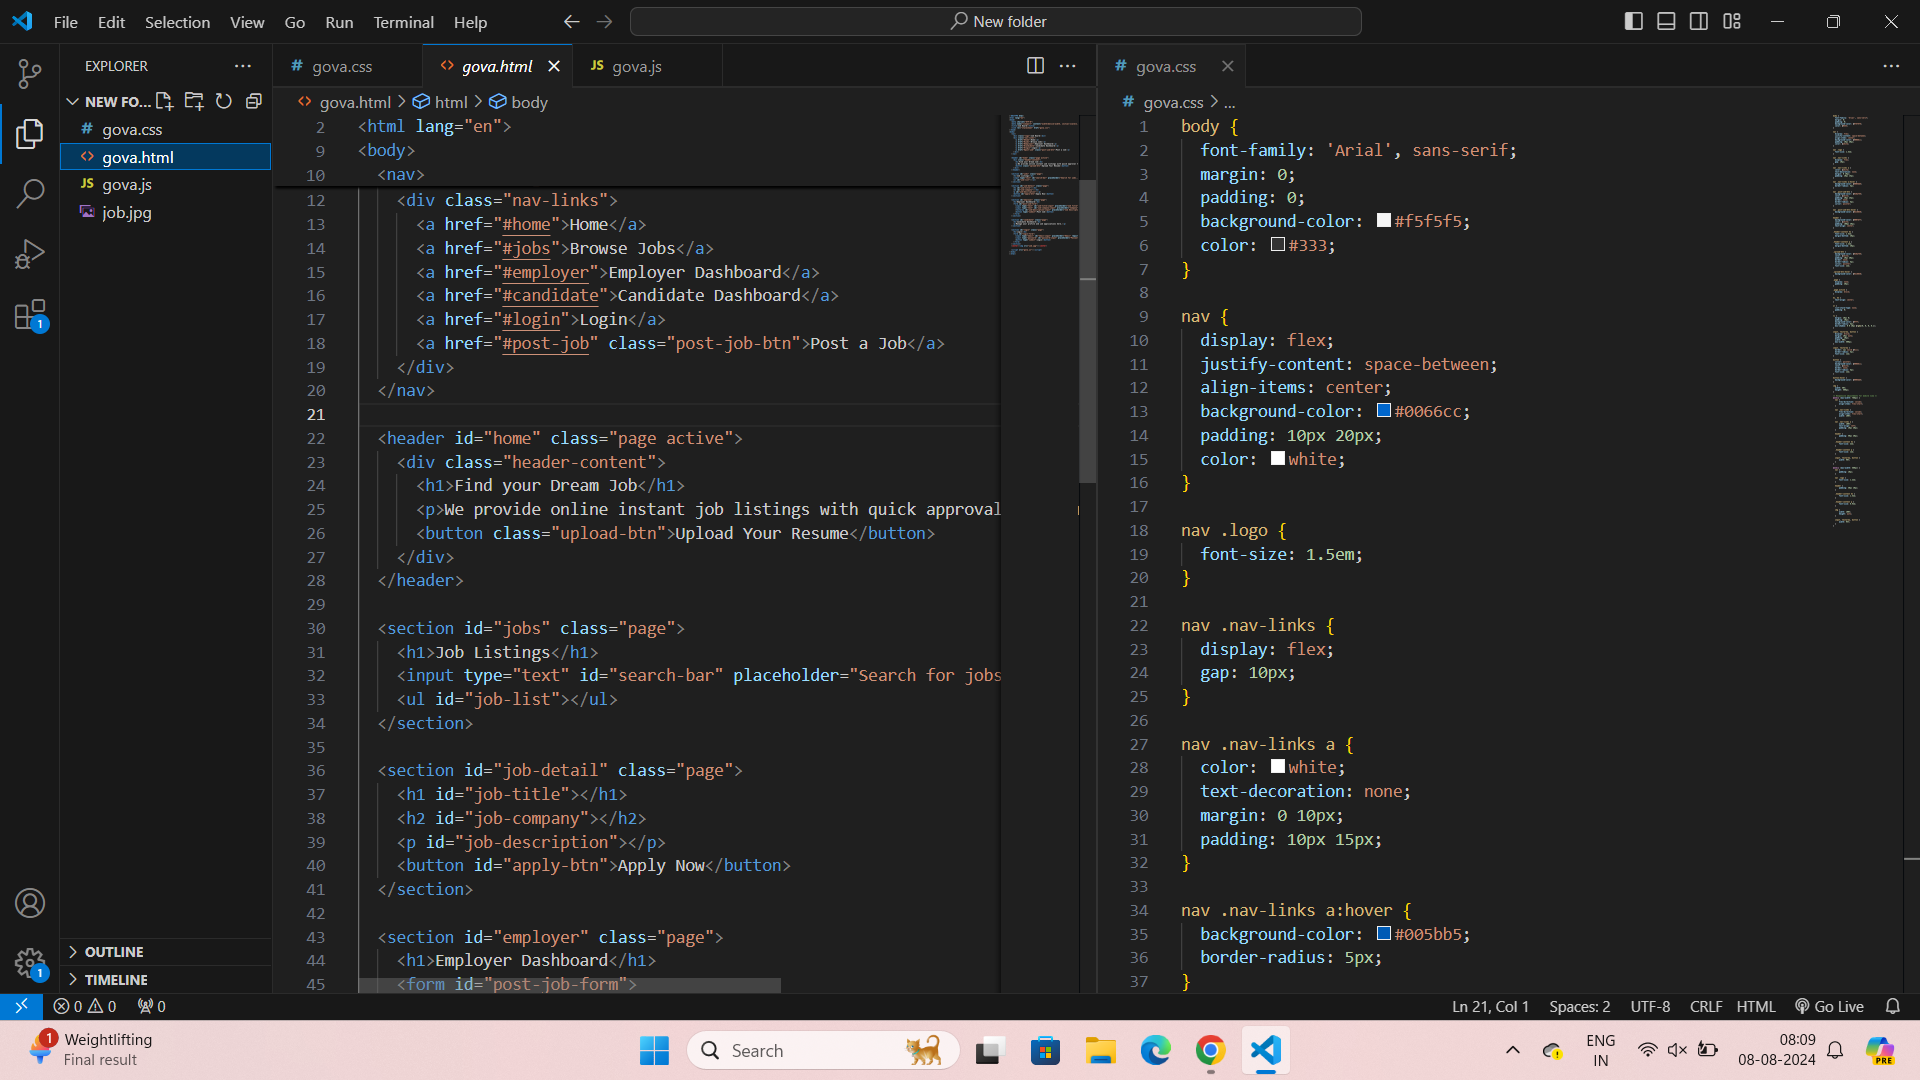 File Edit Selection View Go Run Terminal Help
New folder
EXPLORER
NEW FO...
gova.css
gova.html
JS gova.js
job.jpg
OUTLINE
TIMELINE
# gova.css
<> gova.html
JS gova.js
<> gova.html > html > body
2 <html lang="en">
9 <body>
10 <nav>
12 <div class="nav-links">
13 <a href="#home">Home</a>
14 <a href="#jobs">Browse Jobs</a>
15 <a href="#employer">Employer Dashboard</a>
16 <a href="#candidate">Candidate Dashboard</a>
17 <a href="#login">Login</a>
18 <a href="#post-job" class="post-job-btn">Post a Job</a>
19 </div>
20 </nav>
21
22 <header id="home" class="page active">
23 <div class="header-content">
24 <h1>Find your Dream Job</h1>
25 <p>We provide online instant job listings with quick approval
26 <button class="upload-btn">Upload Your Resume</button>
27 </div>
28 </header>
29
30 <section id="jobs" class="page">
31 <h1>Job Listings</h1>
32 <input type="text" id="search-bar" placeholder="Search for jobs
33 <ul id="job-list"></ul>
34 </section>
35
36 <section id="job-detail" class="page">
37 <h1 id="job-title"></h1>
38 <h2 id="job-company"></h2>
39 <p id="job-description"></p>
40 <button id="apply-btn">Apply Now</button>
41 </section>
42
43 <section id="employer" class="page">
44 <h1>Employer Dashboard</h1>
45 <form id="post-job-form">
# gova.css
# gova.css > ...
1 body {
2 font-family: 'Arial', sans-serif;
3 margin: 0;
4 padding: 0;
5 background-color: #f5f5f5;
6 color: #333;
7 }
8
9 nav {
10 display: flex;
11 justify-content: space-between;
12 align-items: center;
13 background-color: #0066cc;
14 padding: 10px 20px;
15 color: white;
16 }
17
18 nav .logo {
19 font-size: 1.5em;
20 }
21
22 nav .nav-links {
23 display: flex;
24 gap: 10px;
25 }
26
27 nav .nav-links a {
28 color: white;
29 text-decoration: none;
30 margin: 0 10px;
31 padding: 10px 15px;
32 }
33
34 nav .nav-links a:hover {
35 background-color: #005bb5;
36 border-radius: 5px;
37 }
1
1
0 0 0
Ln 21, Col 1 Spaces: 2 UTF-8 CRLF HTML Go Live
1
Weightlifting
Final result
Search
ENG
IN
08:09
08-08-2024
PRE